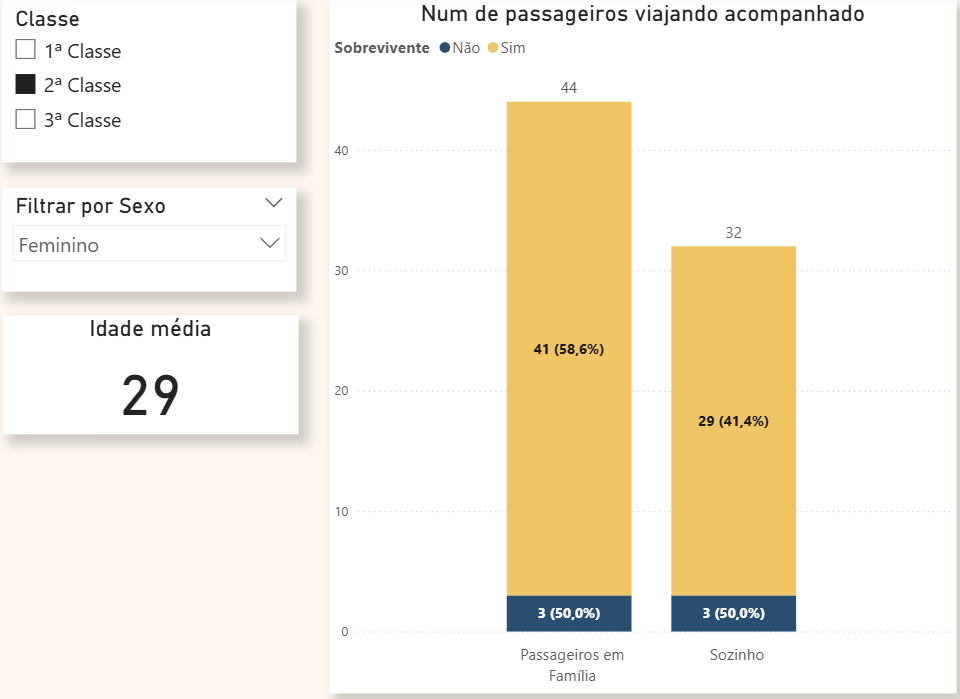 Classe
1ª Classe
2ª Classe
3ª Classe
Filtrar por Sexo
Feminino
Idade média
29
Num de passageiros viajando acompanhado
Sobrevivente Não Sim
44
32
40
30
20
10
0
41 (58,6%)
29 (41,4%)
3 (50,0%)
3 (50,0%)
Passageiros em
Família
Sozinho